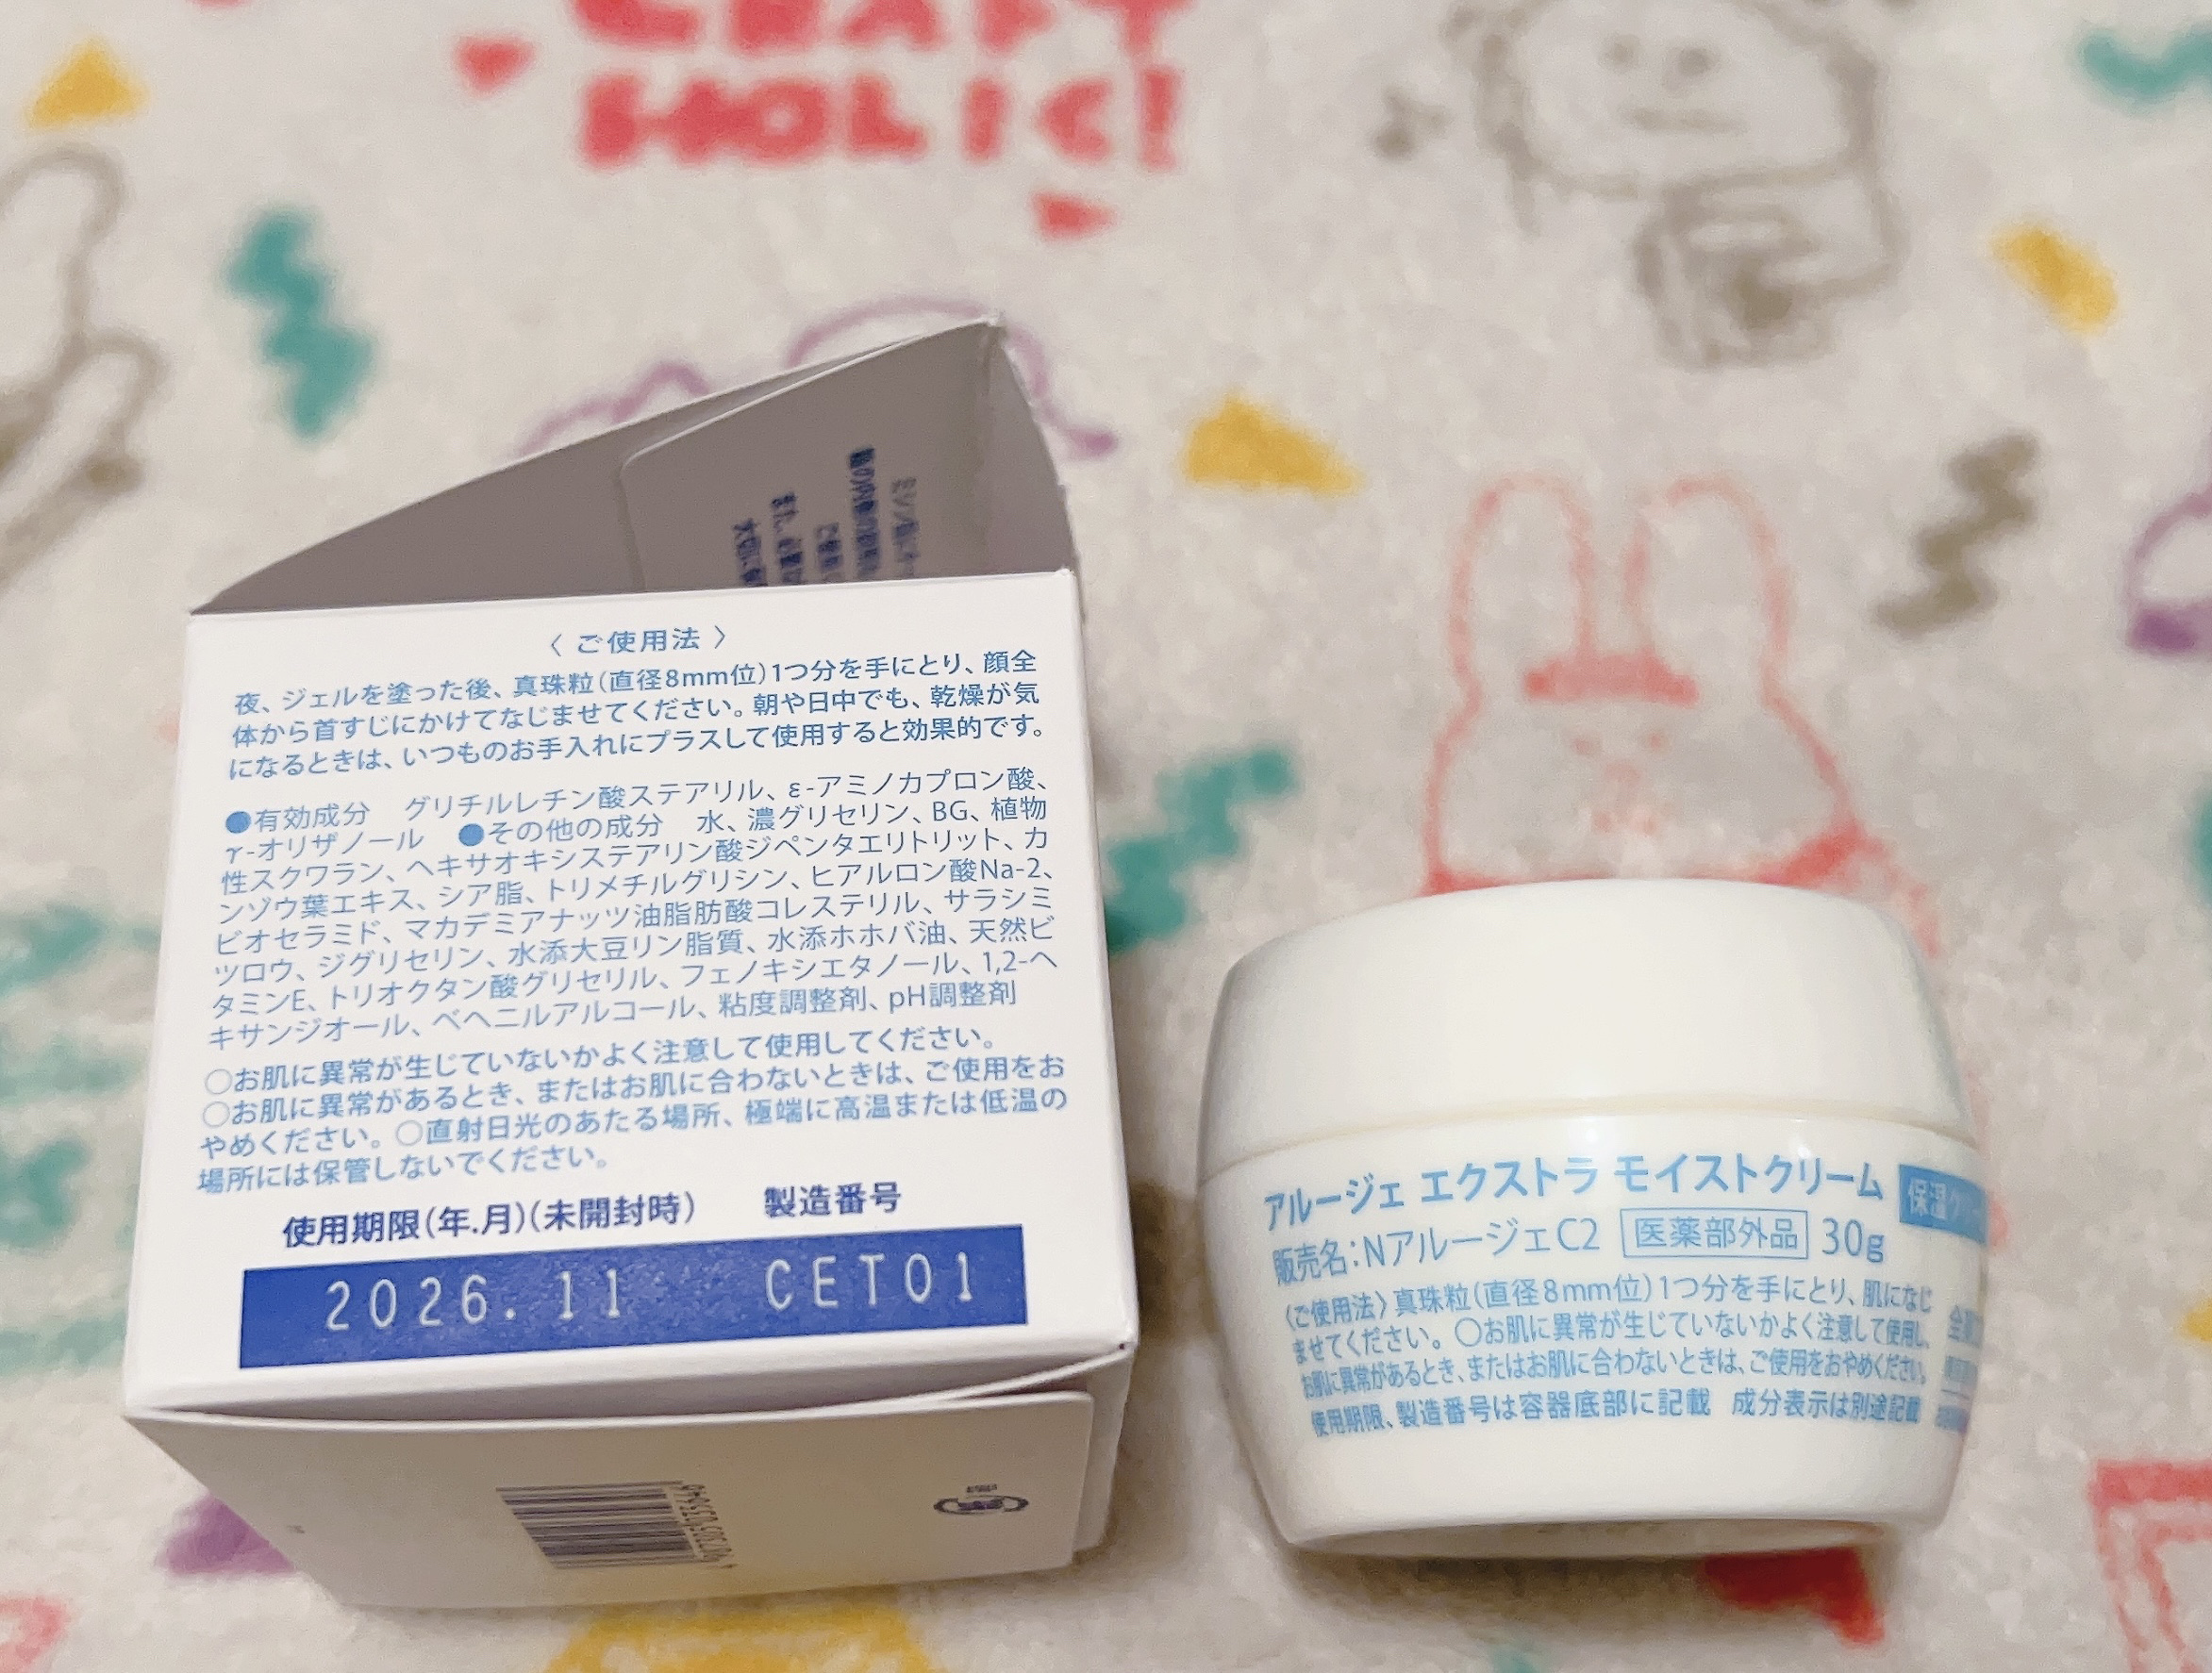 CRAFT
HOLIC!
〈ご使用法〉
夜、ジェルを塗った後、真珠粒(直径8mm位)1つ分を手にとり、顔全
体から首すじにかけてなじませてください。朝や日中でも、乾燥が気
になるときは、いつものお手入れにプラスして使用すると効果的です。
●有効成分 グリチルレチン酸ステアリル、ε-アミノカプロン酸、
γ-オリザノール ●その他の成分 水、濃グリセリン、BG、植物
性スクワラン、ヘキサオキシステアリン酸ジペンタエリトリット、カ
ンゾウ葉エキス、シア脂、トリメチルグリシン、ヒアルロン酸Na-2、
ビオセラミド、マカデミアナッツ油脂肪酸コレステリル、サラシミ
ツロウ、ジグリセリン、水添大豆リン脂質、水添ホホバ油、天然ビ
タミンE、トリオクタン酸グリセリル、フェノキシエタノール、1,2-ヘ
キサンジオール、ベヘニルアルコール、粘度調整剤、pH調整剤
○お肌に異常が生じていないかよく注意して使用してください。
○お肌に異常があるとき、またはお肌に合わないときは、ご使用をお
やめください。○直射日光のあたる場所、極端に高温または低温の
場所には保管しないでください。
使用期限(年.月)(未開封時) 製造番号
2026.11 CET01
アルージェ エクストラ モイストクリーム
販売名:NアルージェC2 医薬部外品 30g
〈ご使用法〉真珠粒(直径8mm位)1つ分を手にとり、肌になじ
ませてください。○お肌に異常が生じていないかよく注意して使用し、
お肌に異常があるとき、またはお肌に合わないときは、ご使用をおやめください。
使用期限、製造番号は容器底部に記載 成分表示は別途記載